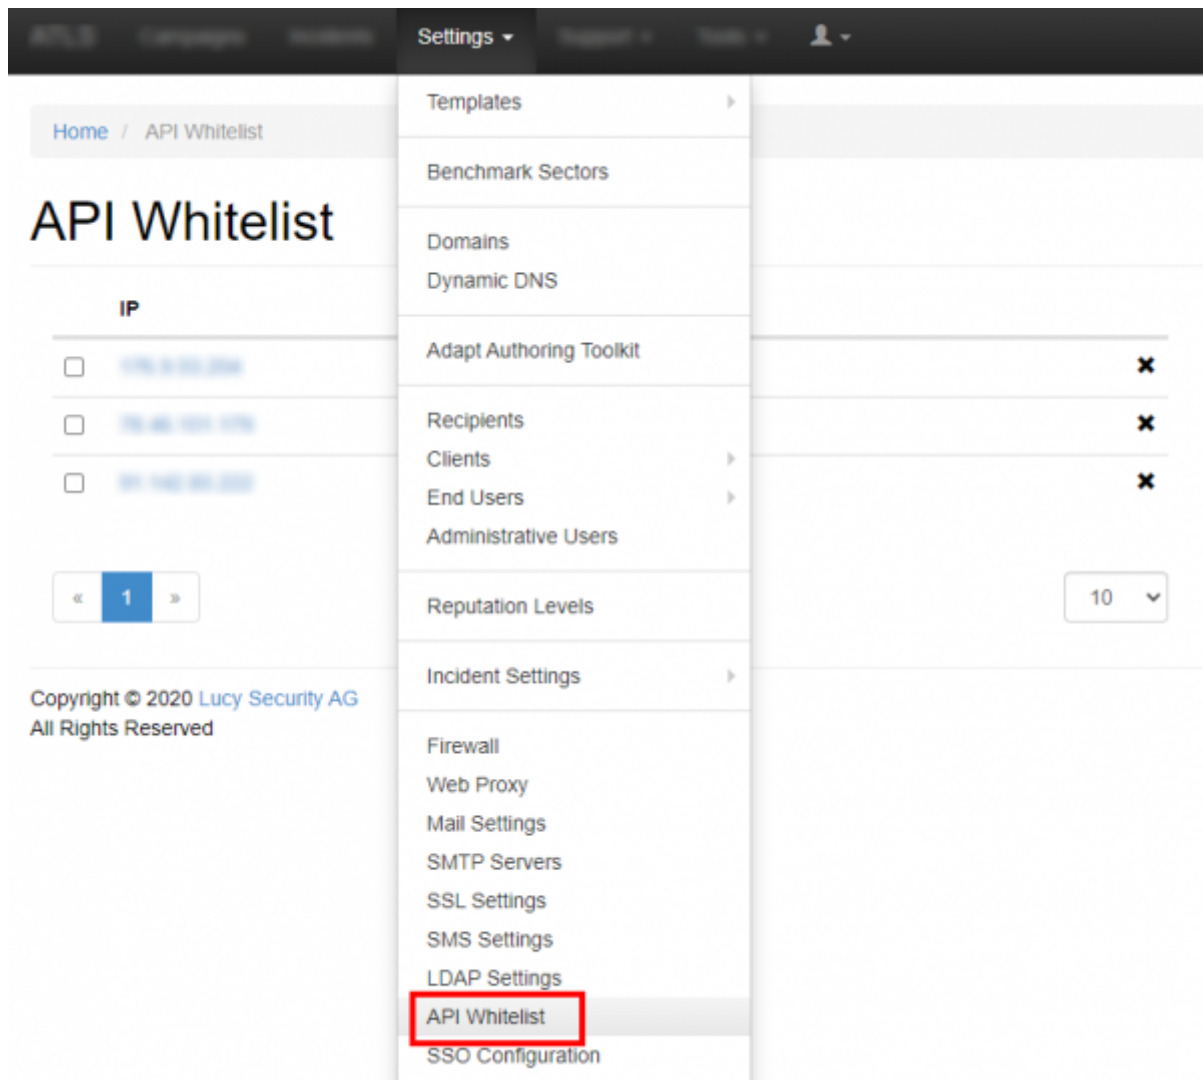 Settings
Home / API Whitelist
API Whitelist
IP
« 1 »
10
Copyright © 2020 Lucy Security AG
All Rights Reserved
Templates
Benchmark Sectors
Domains
Dynamic DNS
Adapt Authoring Toolkit
Recipients
Clients
End Users
Administrative Users
Reputation Levels
Incident Settings
Firewall
Web Proxy
Mail Settings
SMTP Servers
SSL Settings
SMS Settings
LDAP Settings
API Whitelist
SSO Configuration